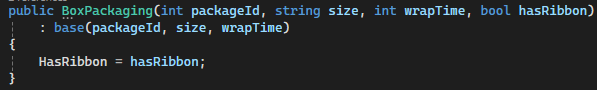 public BoxPackaging(int packageId, string size, int wrapTime, bool hasRibbon)
: base(packageId, size, wrapTime)
{
HasRibbon = hasRibbon;
}